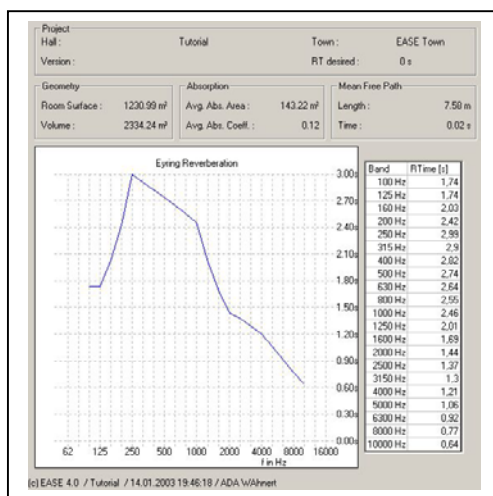 Project
Hall : Tutorial Town : EASE Town
Version : RT desired : 0 s
Geometry
Room Surface : 1230.99 m²
Volume : 2334.24 m³
Absorption
Avg. Abs. Area : 143.22 m²
Avg. Abs. Coeff. : 0.12
Mean Free Path
Length : 7.58 m
Time : 0.02 s
Eyring Reverberation
3.00s
2.70s
2.40s
2.10s
1.80s
1.50s
1.20s
0.90s
0.60s
0.30s
0.00s
62 125 250 500 1000 2000 4000 8000 16000
f in Hz
Band RTime [s]
100 Hz 1,74
125 Hz 1,74
160 Hz 2,03
200 Hz 2,42
250 Hz 2,99
315 Hz 2,9
400 Hz 2,82
500 Hz 2,74
630 Hz 2,64
800 Hz 2,55
1000 Hz 2,46
1250 Hz 2,01
1600 Hz 1,69
2000 Hz 1,44
2500 Hz 1,37
3150 Hz 1,3
4000 Hz 1,21
5000 Hz 1,06
6300 Hz 0,92
8000 Hz 0,77
10000 Hz 0,64
(c) EASE 4.0 / Tutorial / 14.01.2003 19:46:18 / ADA WAhnert